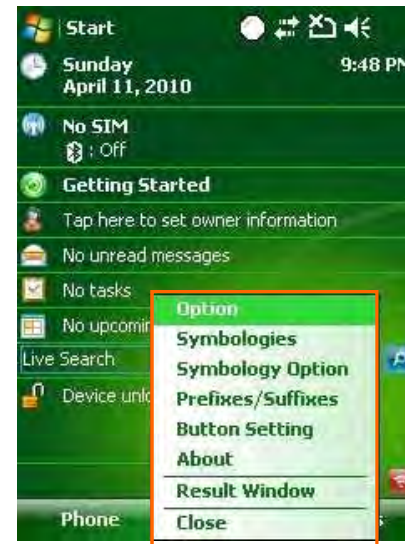 Start
Sunday 9:48 PM
April 11, 2010
No SIM
: Off
Getting Started
Tap here to set owner information
No unread messages
No tasks
No upcomin
Live Search
Device unlo
Option
Symbologies
Symbology Option
Prefixes/Suffixes
Button Setting
About
Result Window
Close
Phone